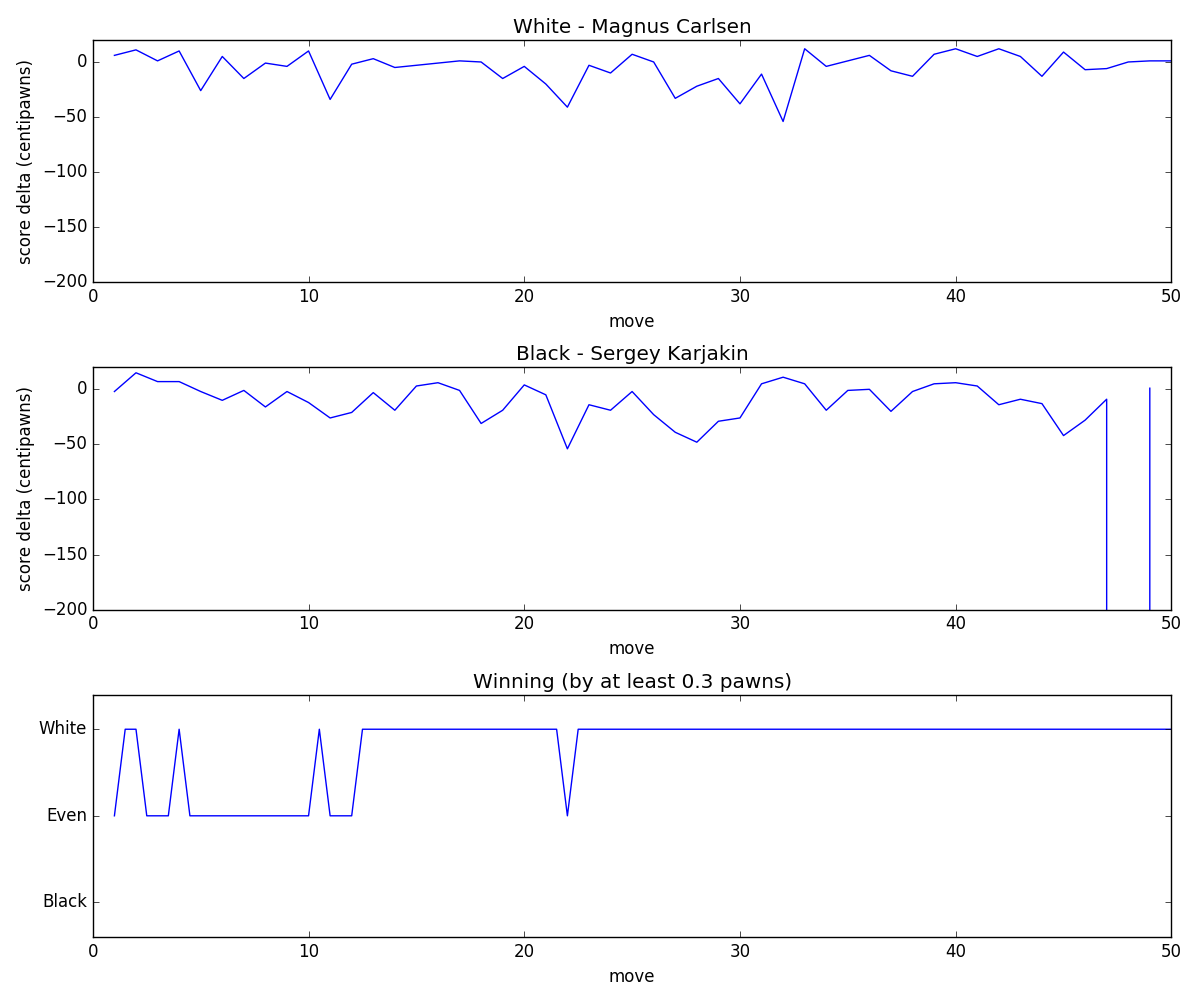 White - Magnus Carlsen
score delta (centipawns)
0
−50
−100
−150
−200
0 10 20 30 40 50
move
Black - Sergey Karjakin
score delta (centipawns)
0
−50
−100
−150
−200
0 10 20 30 40 50
move
Winning (by at least 0.3 pawns)
White
Even
Black
0 10 20 30 40 50
move